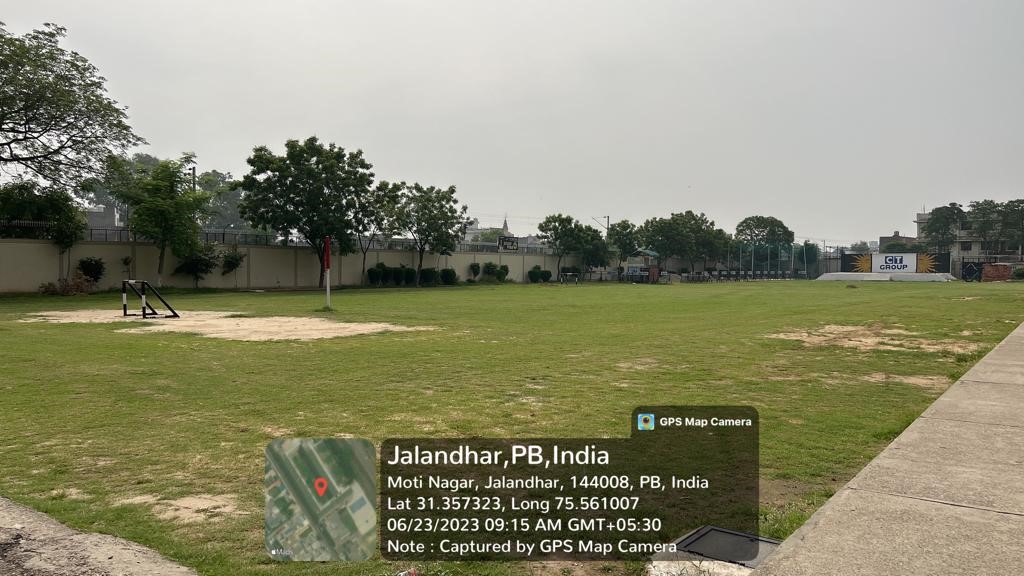 CT
GROUP
GPS Map Camera
Jalandhar,PB,India
Moti Nagar, Jalandhar, 144008, PB, India
Lat 31.357323, Long 75.561007
06/23/2023 09:15 AM GMT+05:30
Note : Captured by GPS Map Camera
Maps